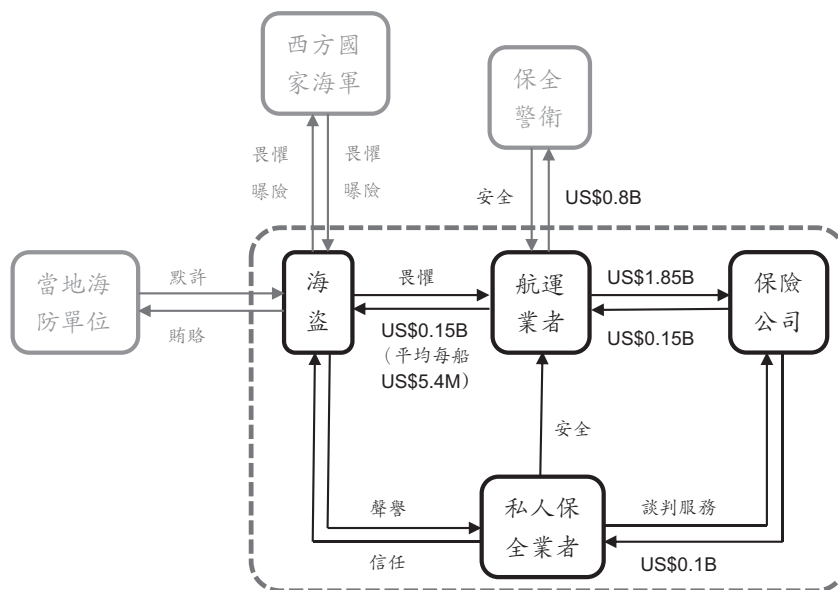 西方國
家海軍
保全
警衛
畏懼
曝險
畏懼
曝險
安全
US$0.8B
當地海
防單位
默許
賄賂
海
盜
畏懼
US$0.15B
（平均每船
US$5.4M）
航運
業者
US$1.85B
US$0.15B
保險
公司
安全
聲譽
信任
私人保
全業者
談判服務
US$0.1B